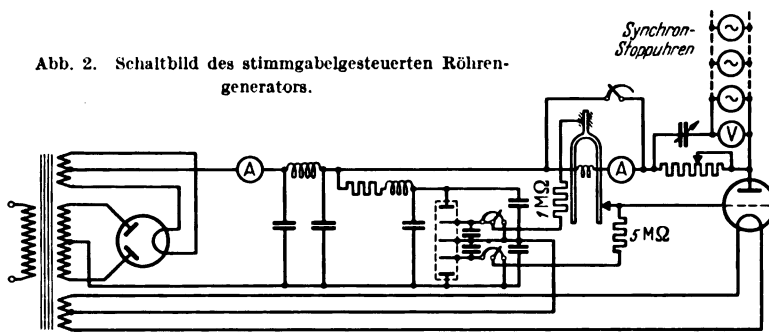 Abb. 2. Schaltbild des stimmgabelgesteuerten Röhren-
generators.
Synchron-
Stoppuhren
V
A
A
1 MΩ
5 MΩ